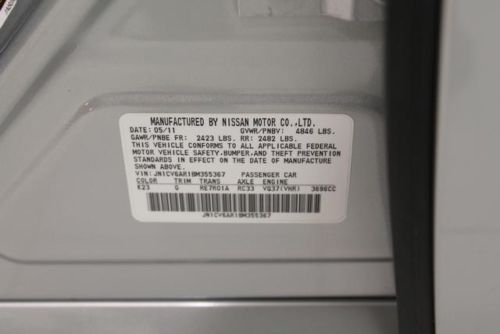 MANUFACTURED BY NISSAN MOTOR CO.,LTD.
DATE: 05/11 GVWR/PNBV: 4846 LBS.
GAWR/PNBE FR: 2423 LBS. RR: 2482 LBS.
THIS VEHICLE CONFORMS TO ALL APPLICABLE FEDERAL
MOTOR VEHICLE SAFETY, BUMPER, AND THEFT PREVENTION
STANDARDS IN EFFECT ON THE DATE OF MANUFACTURE
SHOWN ABOVE.
VIN: JN1CV6AR1BM355367 PASSENGER CAR
COLOR TRIM TRANS AXLE ENGINE
K23 G RE7R01A RC33 VQ37(VHR) 3696CC
JN1CV6AR1BM355367